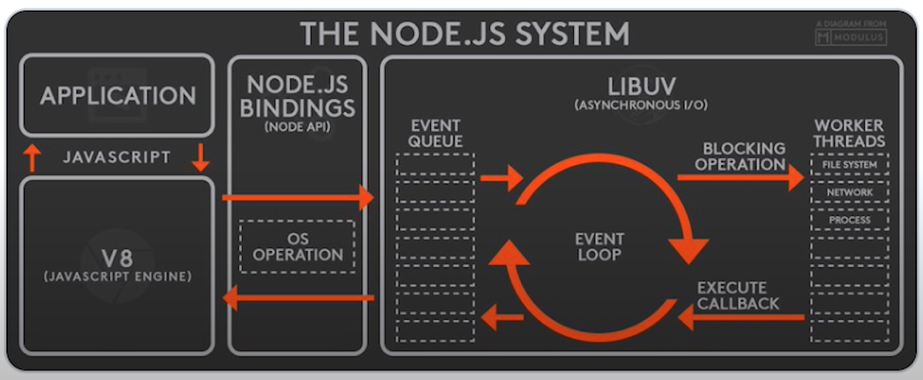 THE NODE.JS SYSTEM
A DIAGRAM FROM
MODULUS
APPLICATION
JAVASCRIPT
V8
(JAVASCRIPT ENGINE)
NODE.JS
BINDINGS
(NODE API)
OS
OPERATION
LIBUV
(ASYNCHRONOUS I/O)
EVENT
QUEUE
EVENT
LOOP
BLOCKING
OPERATION
EXECUTE
CALLBACK
WORKER
THREADS
FILE SYSTEM
NETWORK
PROCESS